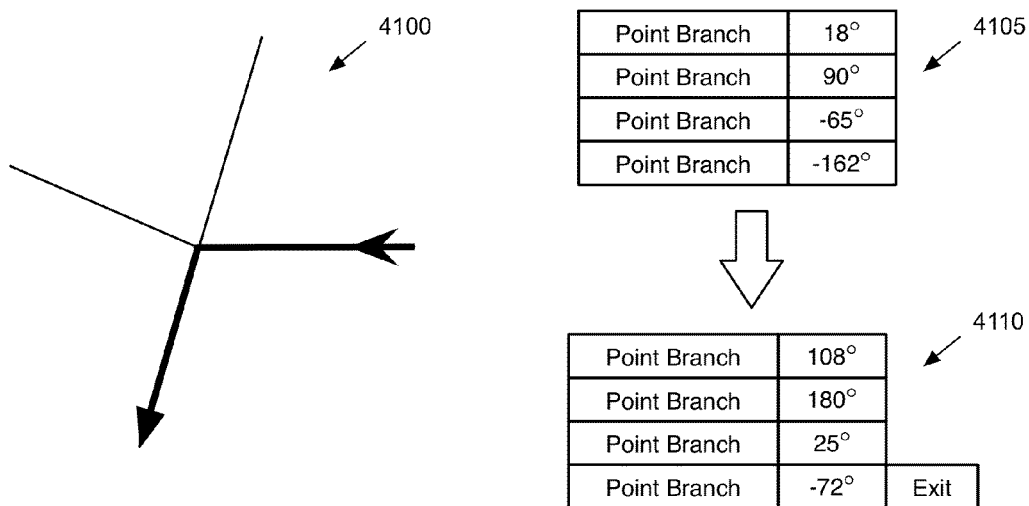 4100
Point Branch 18°
4105
Point Branch 90°
Point Branch -65°
Point Branch -162°
4110
Point Branch 108°
Point Branch 180°
Point Branch 25°
Point Branch -72° Exit